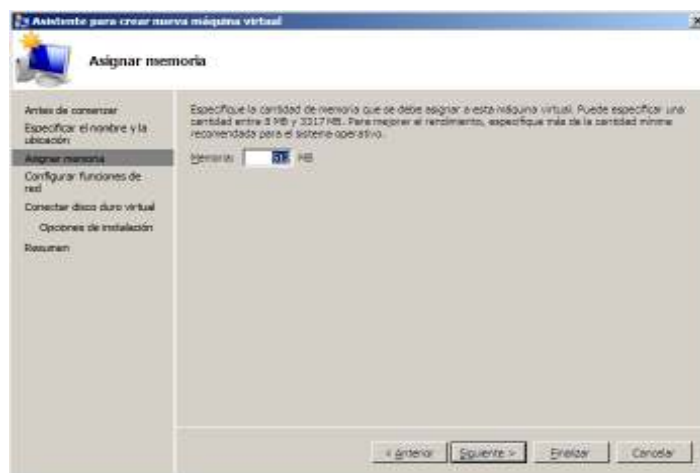 Asistente para crear nueva máquina virtual
Asignar memoria
Antes de comenzar
Especificar el nombre y la
ubicación
Asignar memoria
Configurar funciones de
red
Conectar disco duro virtual
Opciones de instalación
Resumen
Especifique la cantidad de memoria que se debe asignar a esta máquina virtual. Puede especificar una
cantidad entre 8 MB y 3217 MB. Para mejorar el rendimiento, especifique más de la cantidad mínima
recomendada para el sistema operativo.
Memoria: 512 MB
< Anterior
Siguiente >
Finalizar
Cancelar